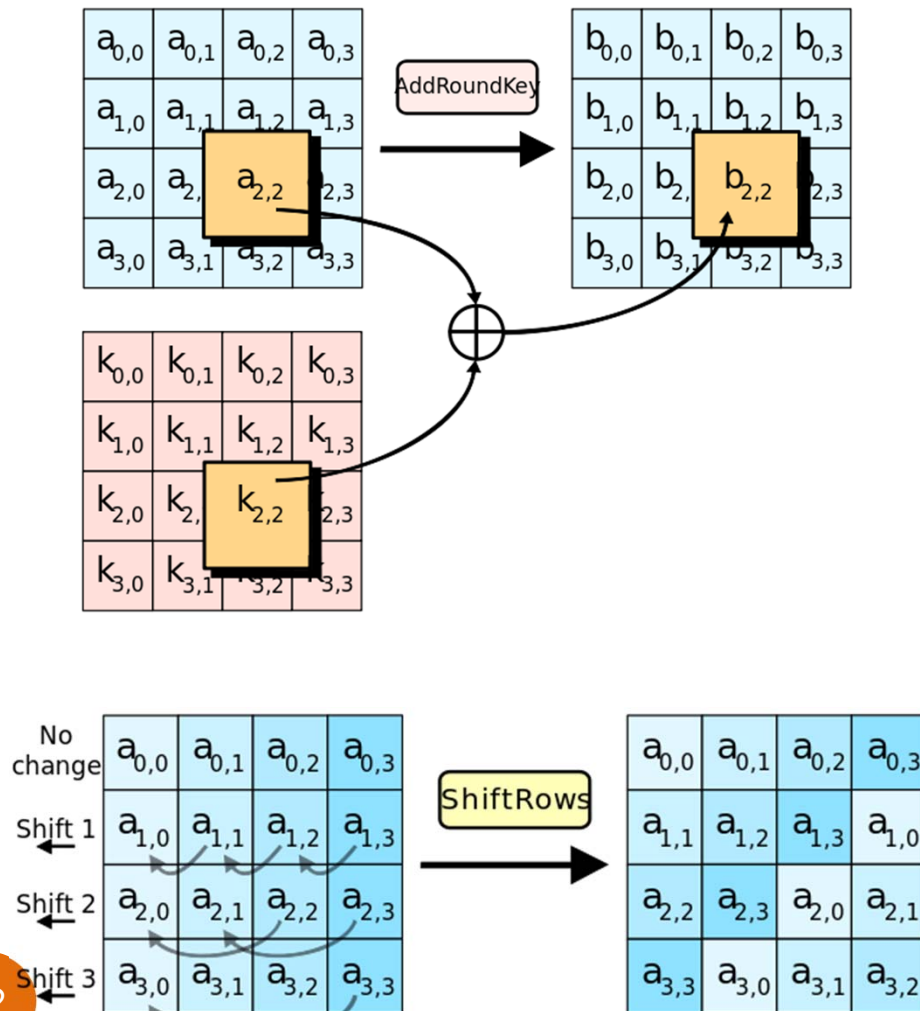 a0,0 a0,1 a0,2 a0,3
AddRoundKey
b0,0 b0,1 b0,2 b0,3
a1,0 a1,1 a1,2 a1,3
b1,0 b1,1 b1,2 b1,3
a2,0 a2, a2,2 2,3
b2,0 b2, b2,2 2,3
a3,0 a3,1 a3,2 a3,3
b3,0 b3,1 b3,2 b3,3
k0,0 k0,1 k0,2 k0,3
k1,0 k1,1 k1,2 k1,3
k2,0 k2, k2,2 2,3
k3,0 k3,1 k3,2 k3,3
No
change
a0,0 a0,1 a0,2 a0,3
ShiftRows
a0,0 a0,1 a0,2 a0,3
Shift 1
a1,0 a1,1 a1,2 a1,3
a1,1 a1,2 a1,3 a1,0
Shift 2
a2,0 a2,1 a2,2 a2,3
a2,2 a2,3 a2,0 a2,1
Shift 3
a3,0 a3,1 a3,2 a3,3
a3,3 a3,0 a3,1 a3,2